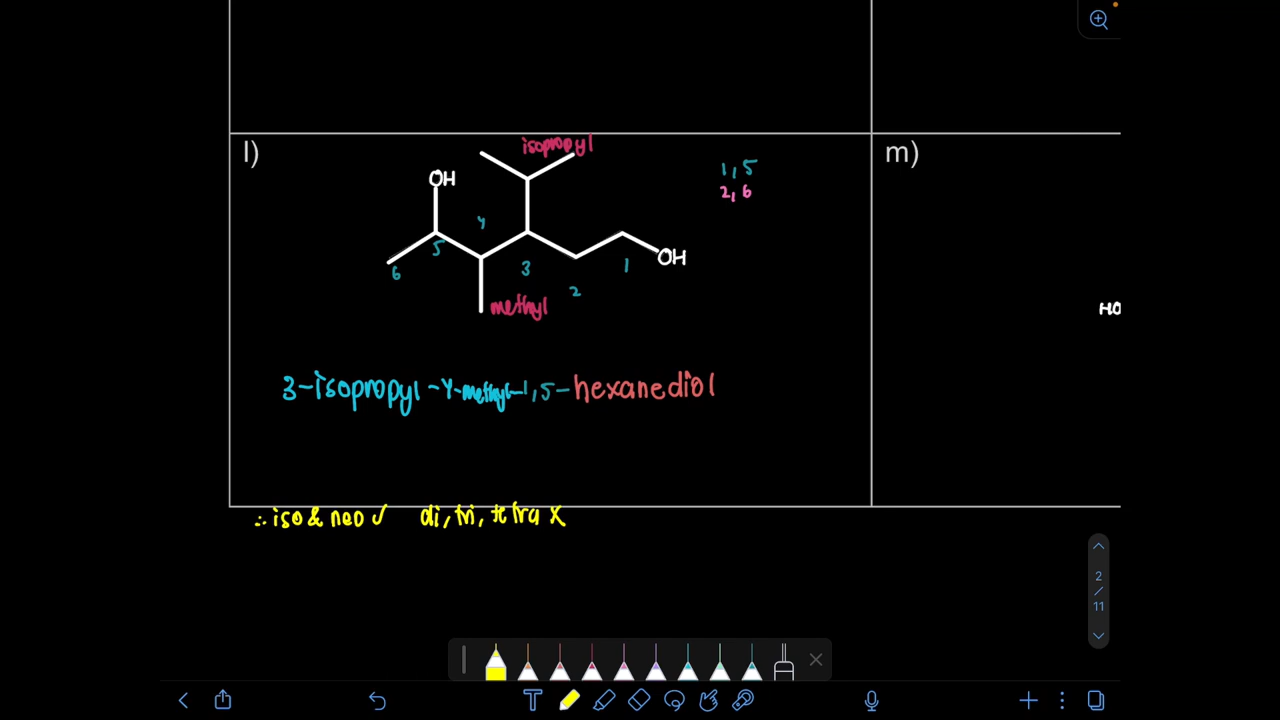 l)
m)
isopropyl
1,5
2,6
OH
4
5
6
3
2
1
OH
methyl
HO
3-isopropyl-4-methyl-1,5-hexanediol
∴ iso & neo ✓ di, tri, tetra X
2
/
11
T